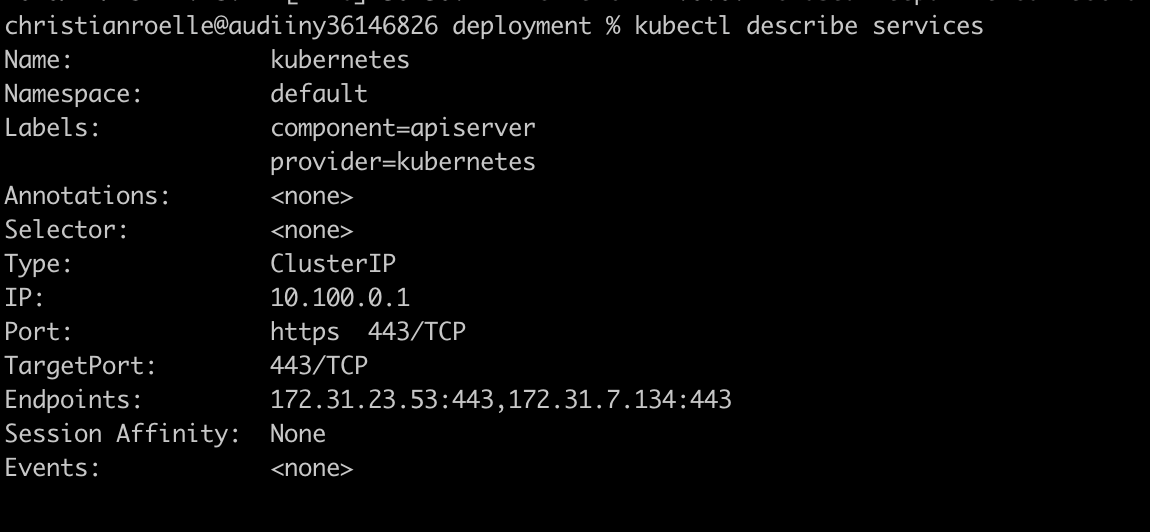 christianroelle@audiiny36146826 deployment % kubectl describe services
Name:              kubernetes
Namespace:         default
Labels:            component=apiserver
                   provider=kubernetes
Annotations:       <none>
Selector:          <none>
Type:              ClusterIP
IP:                10.100.0.1
Port:              https  443/TCP
TargetPort:        443/TCP
Endpoints:         172.31.23.53:443,172.31.7.134:443
Session Affinity:  None
Events:            <none>